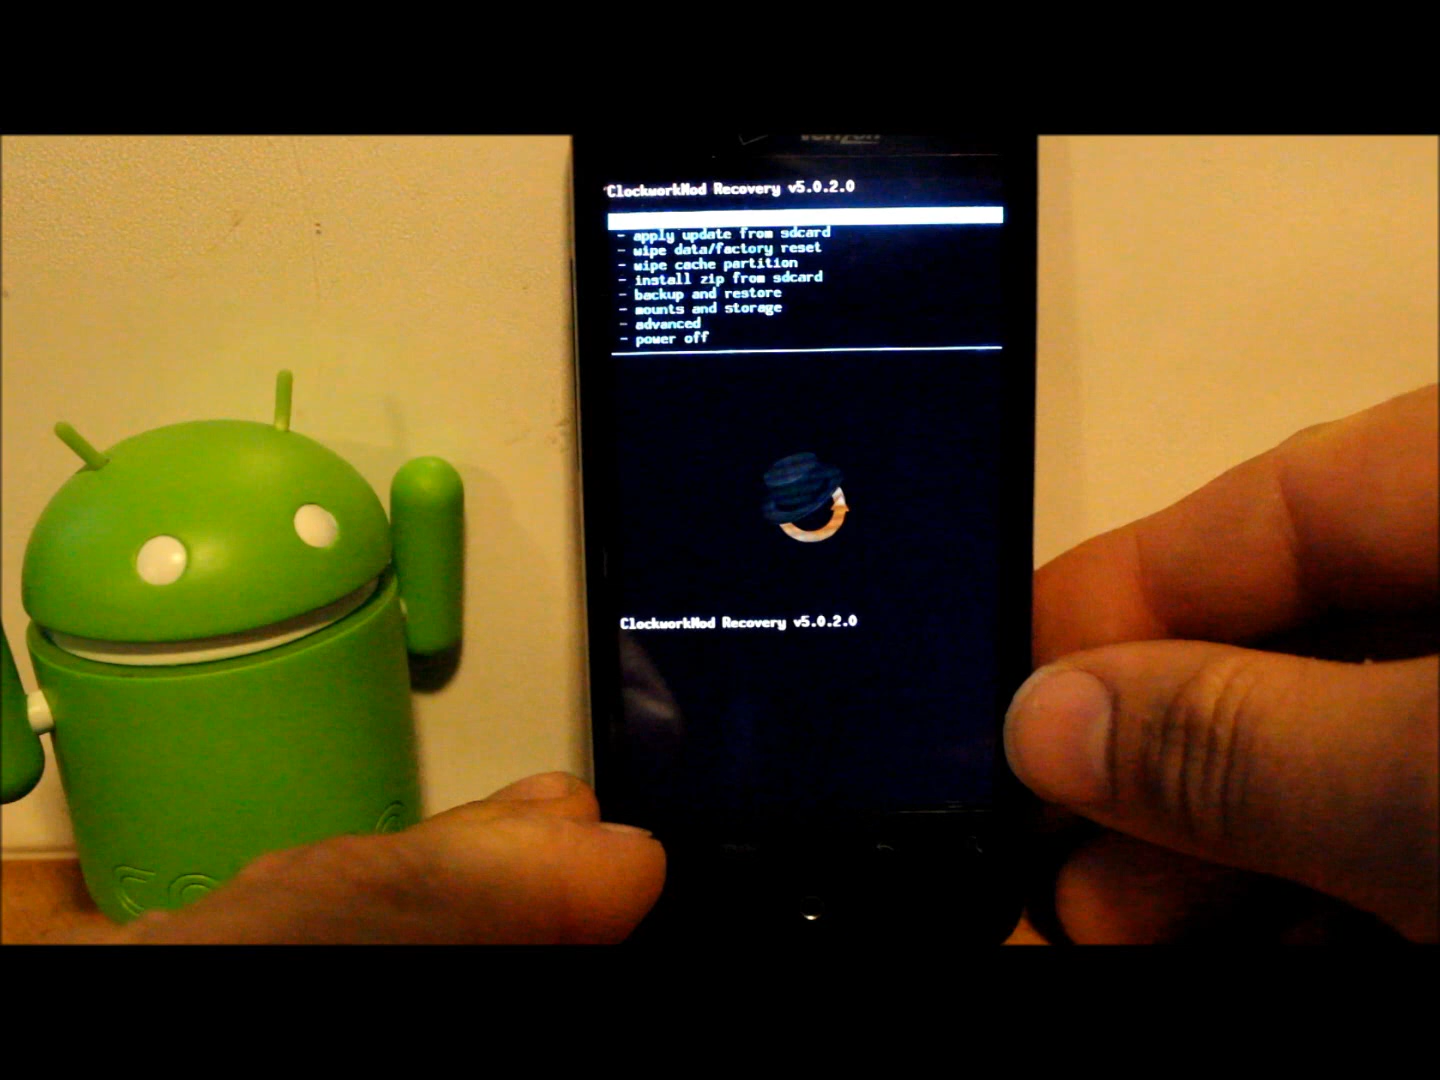 verizon
ClockworkMod Recovery v5.0.2.0
- apply update from sdcard
- wipe data/factory reset
- wipe cache partition
- install zip from sdcard
- backup and restore
- mounts and storage
- advanced
- power off
ClockworkMod Recovery v5.0.2.0